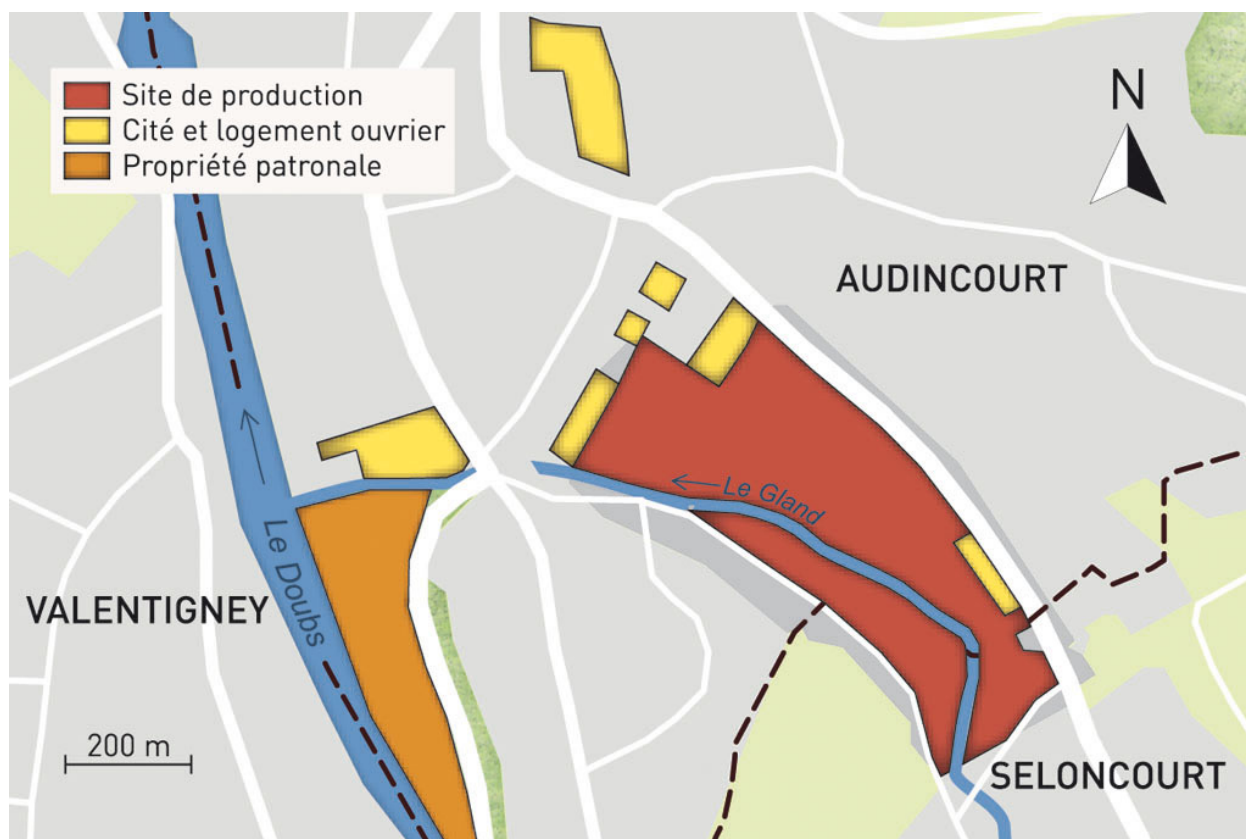 Site de production
Cité et logement ouvrier
Propriété patronale
N
AUDINCOURT
Le Gland
Le Doubs
VALENTIGNEY
200 m
SELONCOURT